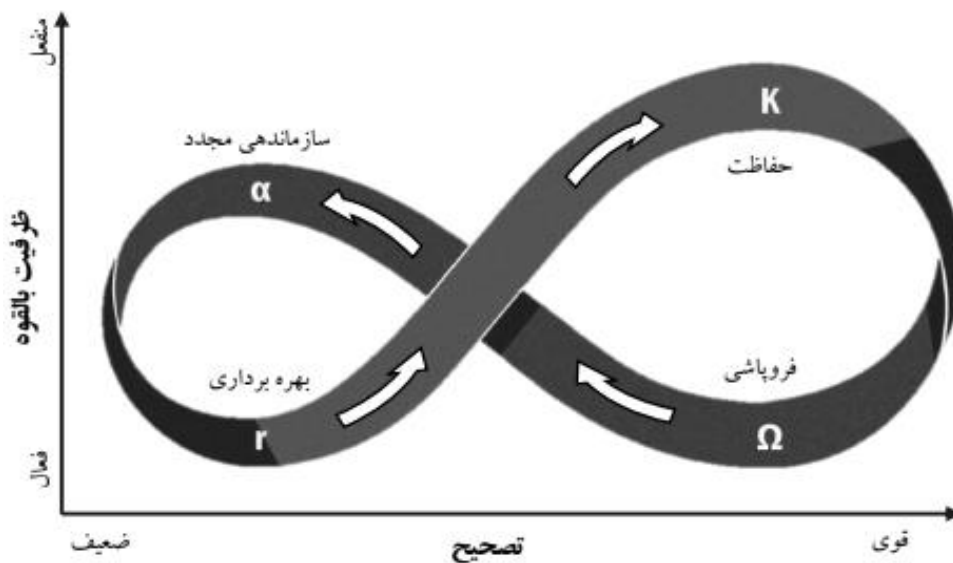 منفعل
K
سازماندهی مجدد
حفاظت
α
ظرفیت بالقوه
بهره برداری
فروپاشی
r
Ω
فعال
ضعیف
تصحیح
قوی